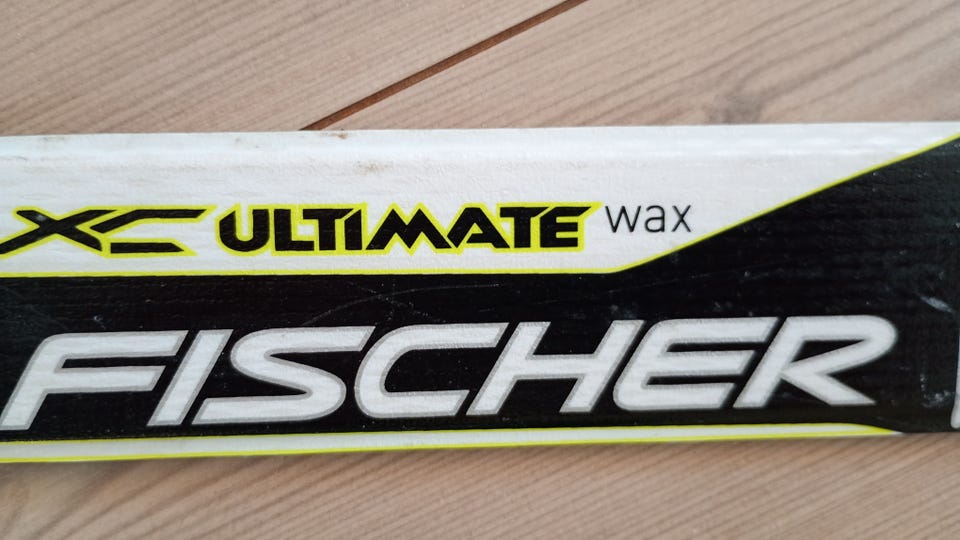 XC ULTIMATE wax
FISCHER